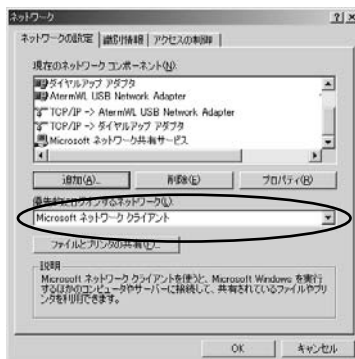 ネットワーク
ネットワークの設定 識別情報 アクセスの制御
現在のネットワーク コンポーネント(N):
ダイヤルアップ アダプタ
AtermWL USB Network Adapter
TCP/IP -> AtermWL USB Network Adapter
TCP/IP -> ダイヤルアップ アダプタ
Microsoft ネットワーク共有サービス
追加(A)... 削除(E) プロパティ(R)
優先的にログオンするネットワーク(L):
Microsoft ネットワーク クライアント
ファイルとプリンタの共有(F)...
説明
Microsoft ネットワーク クライアントを使うと、Microsoft Windows を実行
するほかのコンピュータやサーバーに接続して、共有されているファイルやプリ
ンタを利用できます。
OK キャンセル